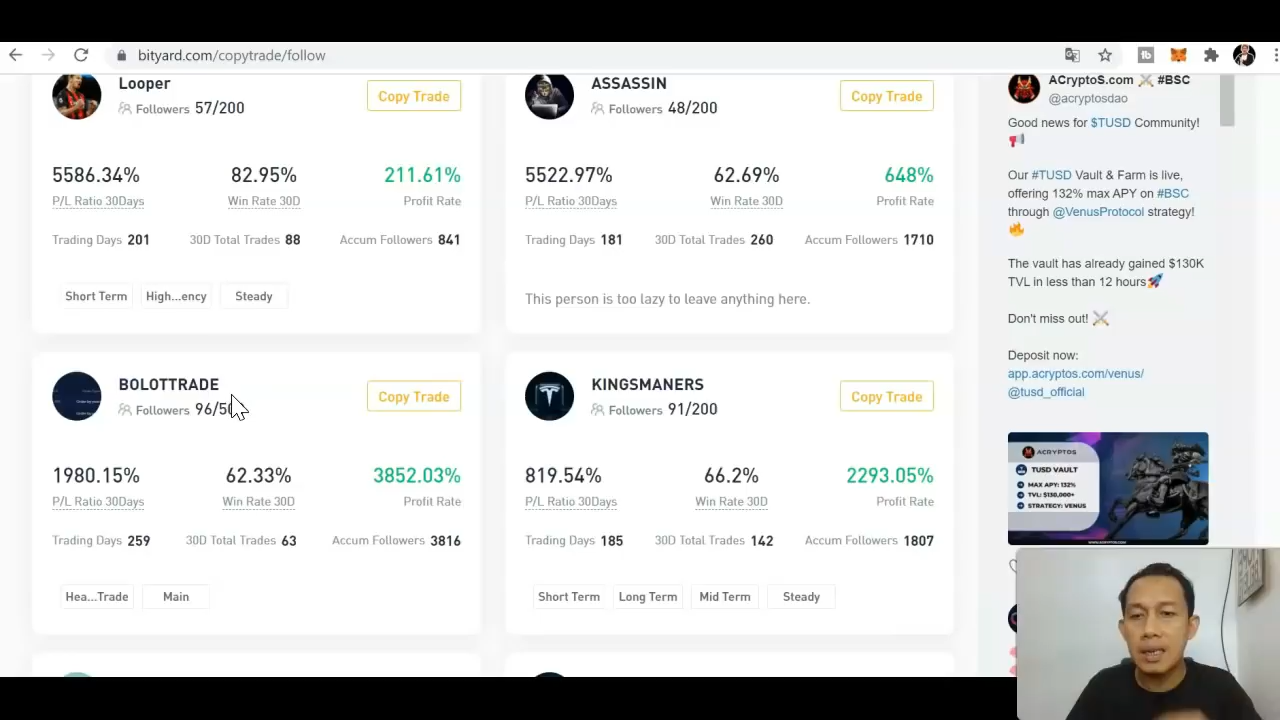 bityard.com/copytrade/follow
Looper
Followers 57/200
Copy Trade
5586.34% 82.95% 211.61%
P/L Ratio 30Days Win Rate 30D Profit Rate
Trading Days 201 30D Total Trades 88 Accum Followers 841
Short Term High...ency Steady
ASSASSIN
Followers 48/200
Copy Trade
5522.97% 62.69% 648%
P/L Ratio 30Days Win Rate 30D Profit Rate
Trading Days 181 30D Total Trades 260 Accum Followers 1710
This person is too lazy to leave anything here.
BOLOTTRADE
Followers 96/50
Copy Trade
1980.15% 62.33% 3852.03%
P/L Ratio 30Days Win Rate 30D Profit Rate
Trading Days 259 30D Total Trades 63 Accum Followers 3816
Hea...Trade Main
KINGSMANERS
Followers 91/200
Copy Trade
819.54% 66.2% 2293.05%
P/L Ratio 30Days Win Rate 30D Profit Rate
Trading Days 185 30D Total Trades 142 Accum Followers 1807
Short Term Long Term Mid Term Steady
ACryptoS.com ⚔️ #BSC
@acryptosdao
Good news for $TUSD Community!
📢
Our #TUSD Vault & Farm is live,
offering 132% max APY on #BSC
through @VenusProtocol strategy!
🔥
The vault has already gained $130K
TVL in less than 12 hours🚀
Don't miss out! ⚔️
Deposit now:
app.acryptos.com/venus/
@tusd_official
ACRYPTOS
TUSD VAULT
MAX APY: 132%
TVL: $130,000+
STRATEGY: VENUS